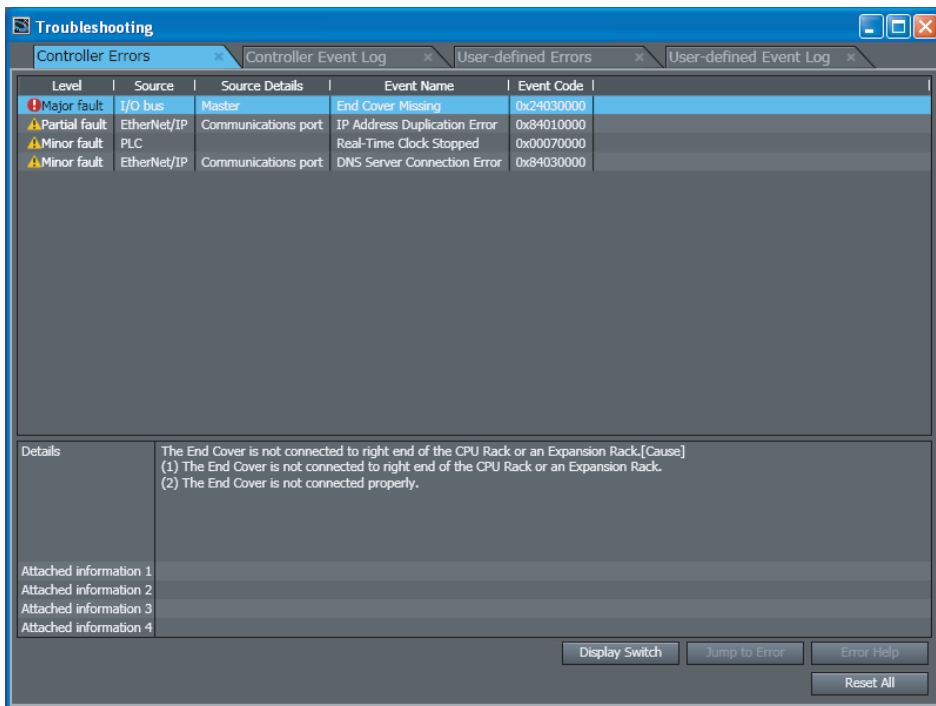 Troubleshooting
Controller Errors × Controller Event Log × User-defined Errors × User-defined Event Log ×
Level Source Source Details Event Name Event Code
Major fault I/O bus Master End Cover Missing 0x24030000
Partial fault EtherNet/IP Communications port IP Address Duplication Error 0x84010000
Minor fault PLC Real-Time Clock Stopped 0x00070000
Minor fault EtherNet/IP Communications port DNS Server Connection Error 0x84030000
Details The End Cover is not connected to right end of the CPU Rack or an Expansion Rack.[Cause]
(1) The End Cover is not connected to right end of the CPU Rack or an Expansion Rack.
(2) The End Cover is not connected properly.
Attached information 1
Attached information 2
Attached information 3
Attached information 4
Display Switch Jump to Error Error Help
Reset All